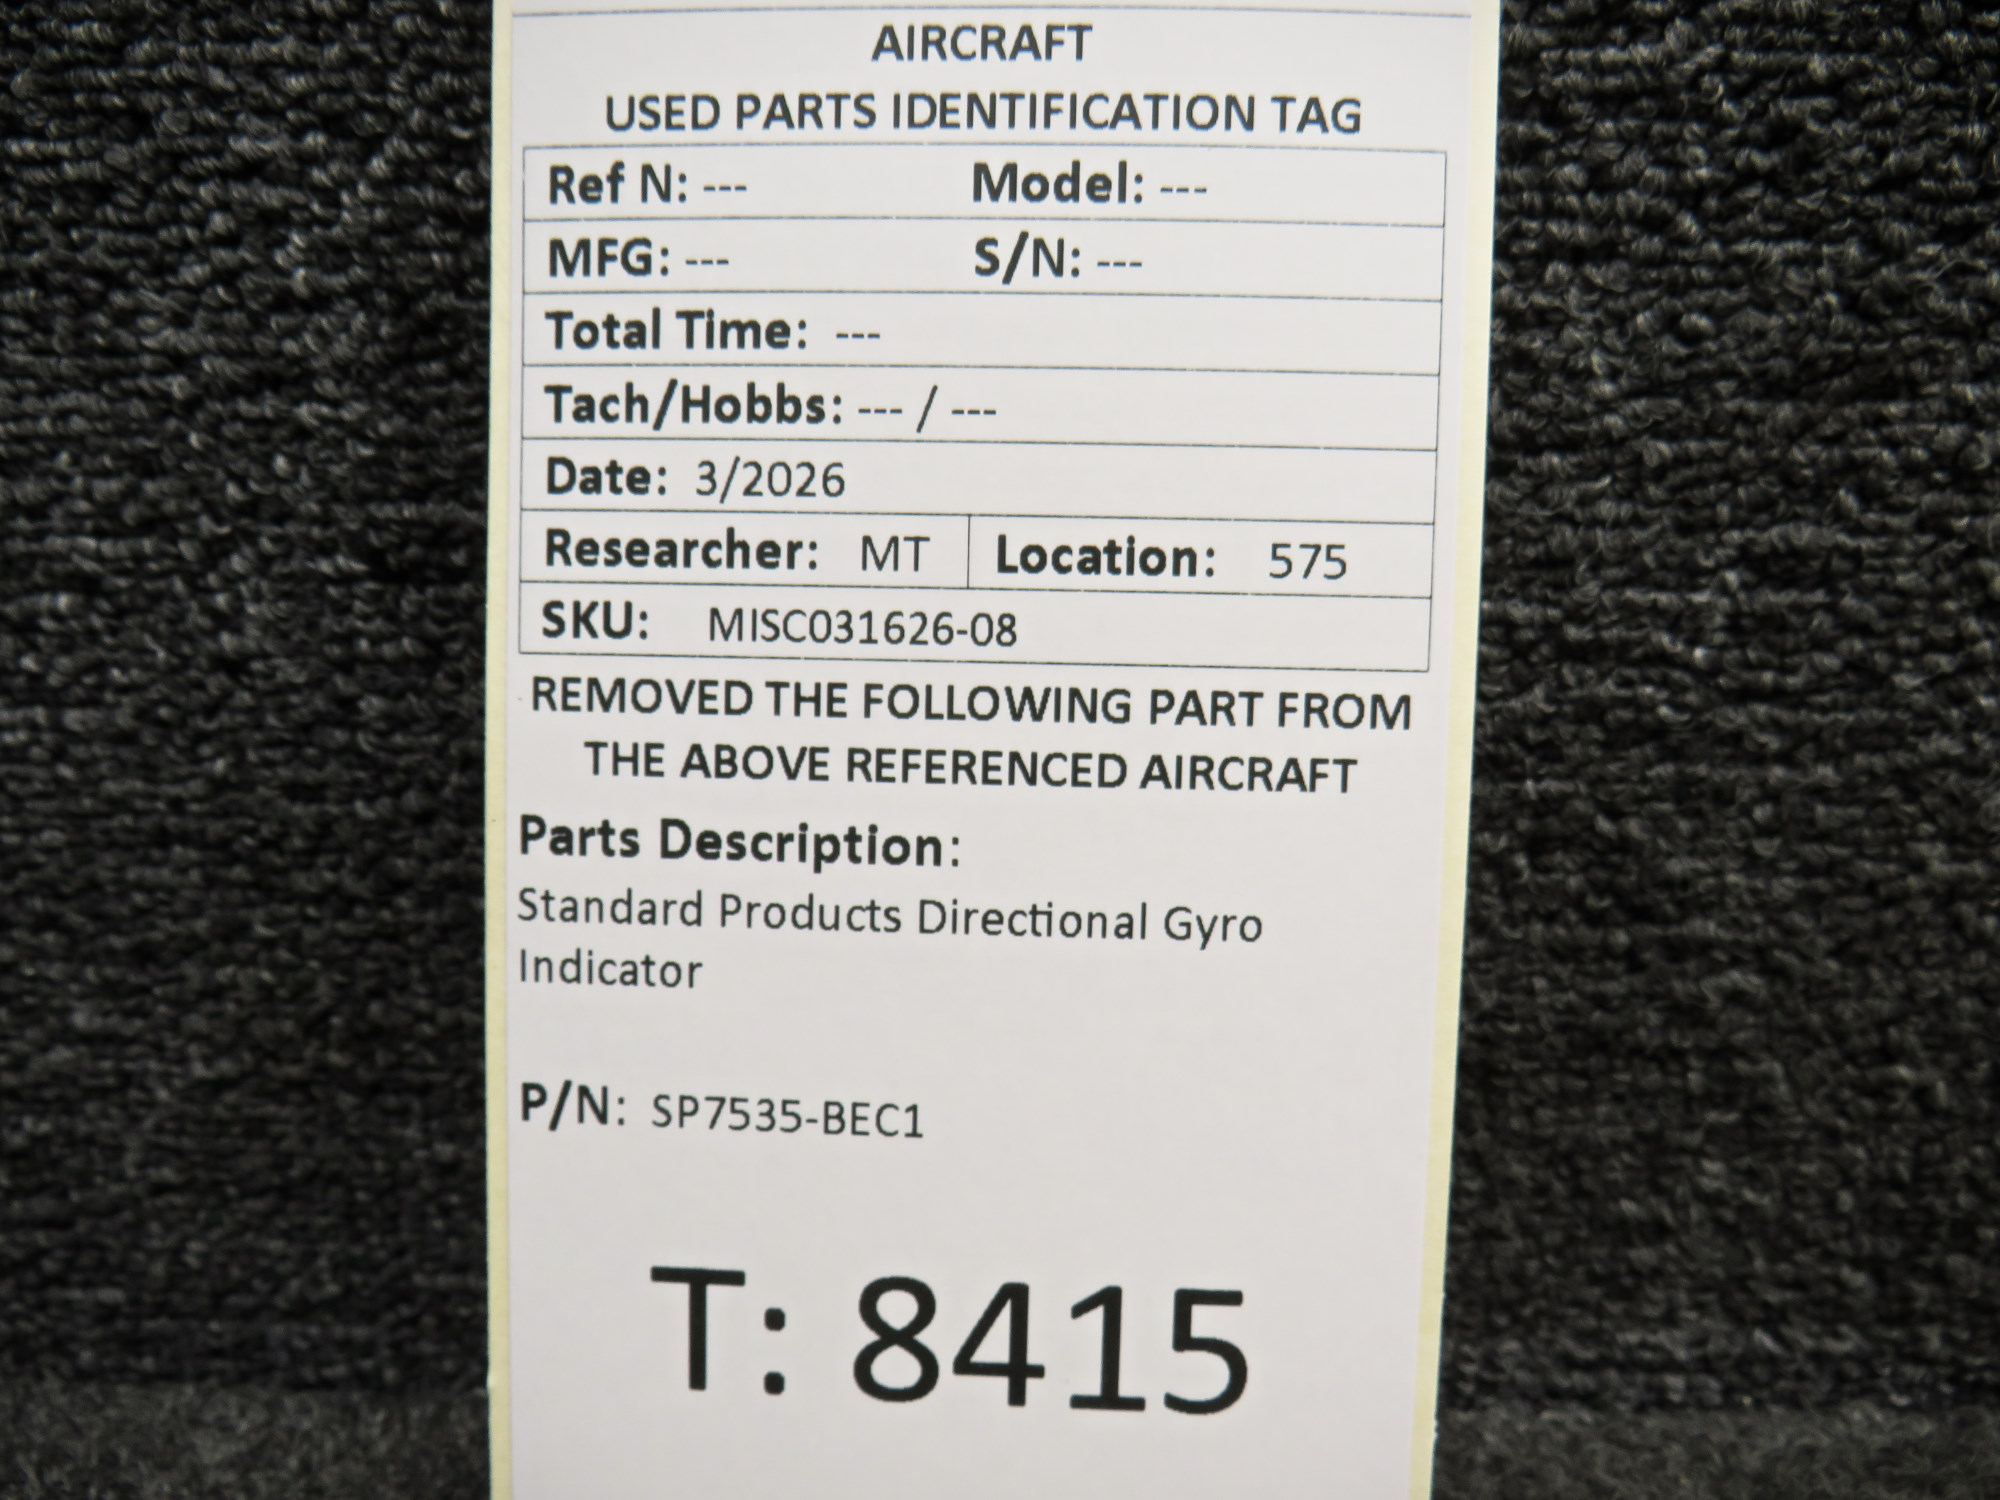 AIRCRAFT
USED PARTS IDENTIFICATION TAG
Ref N: --- Model: ---
MFG: --- S/N: ---
Total Time: ---
Tach/Hobbs: --- / ---
Date: 3/2026
Researcher: MT Location: 575
SKU: MISC031626-08
REMOVED THE FOLLOWING PART FROM
THE ABOVE REFERENCED AIRCRAFT
Parts Description:
Standard Products Directional Gyro
Indicator
P/N: SP7535-BEC1
T: 8415